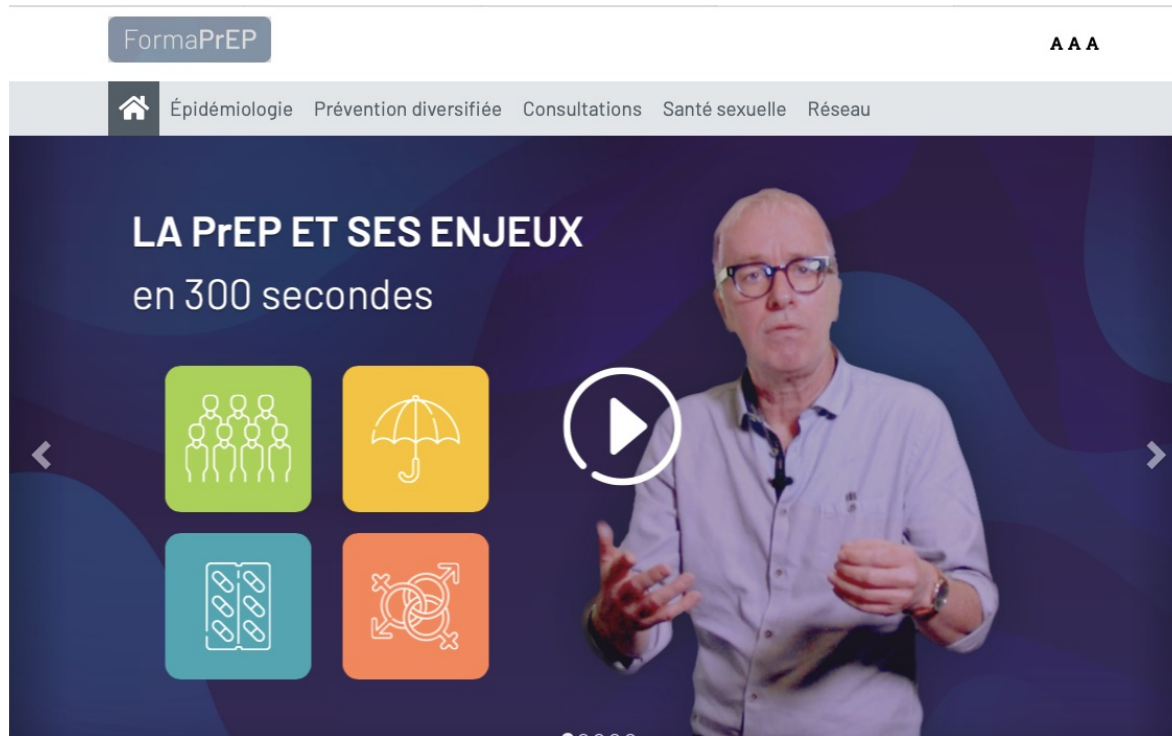 FormaPrEP
A A A
Épidémiologie Prévention diversifiée Consultations Santé sexuelle Réseau
LA PrEP ET SES ENJEUX
en 300 secondes